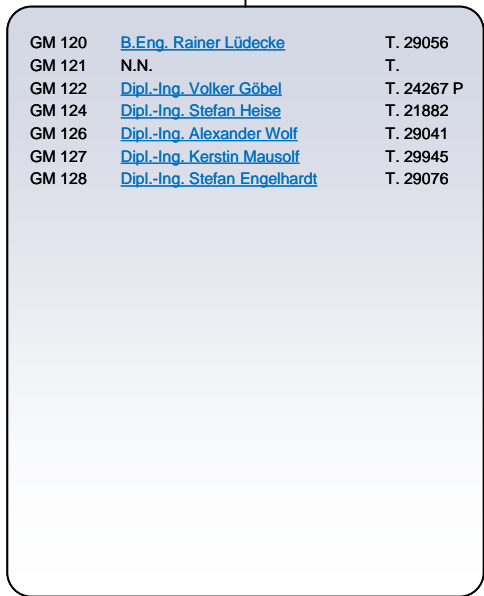 GM 120 B.Eng. Rainer Lüdecke T. 29056
GM 121 N.N. T.
GM 122 Dipl.-Ing. Volker Göbel T. 24267 P
GM 124 Dipl.-Ing. Stefan Heise T. 21882
GM 126 Dipl.-Ing. Alexander Wolf T. 29041
GM 127 Dipl.-Ing. Kerstin Mausolf T. 29945
GM 128 Dipl.-Ing. Stefan Engelhardt T. 29076